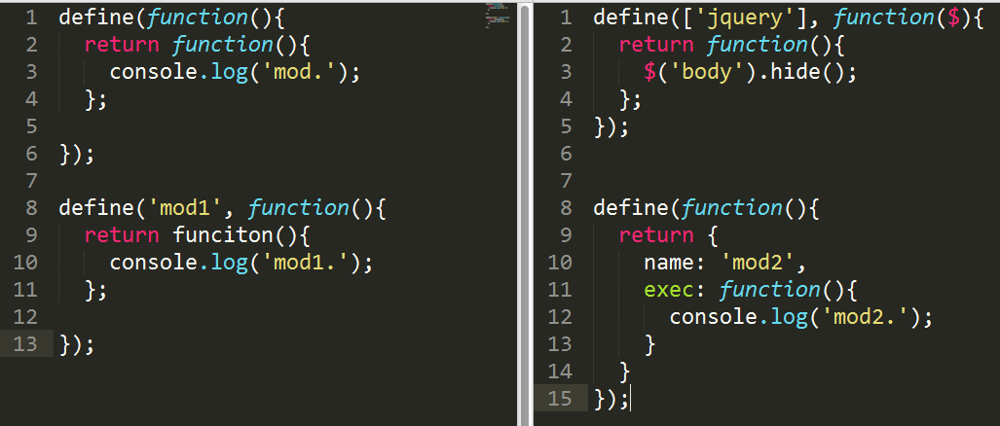 1 define(function(){
2   return function(){
3     console.log('mod.');
4   };
5
6 });
7
8 define('mod1', function(){
9   return funciton(){
10     console.log('mod1.');
11   };
12
13 });
1 define(['jquery'], function($){
2   return function(){
3     $('body').hide();
4   };
5 });
6
7
8 define(function(){
9   return {
10     name: 'mod2',
11     exec: function(){
12       console.log('mod2.');
13     }
14   }
15 });